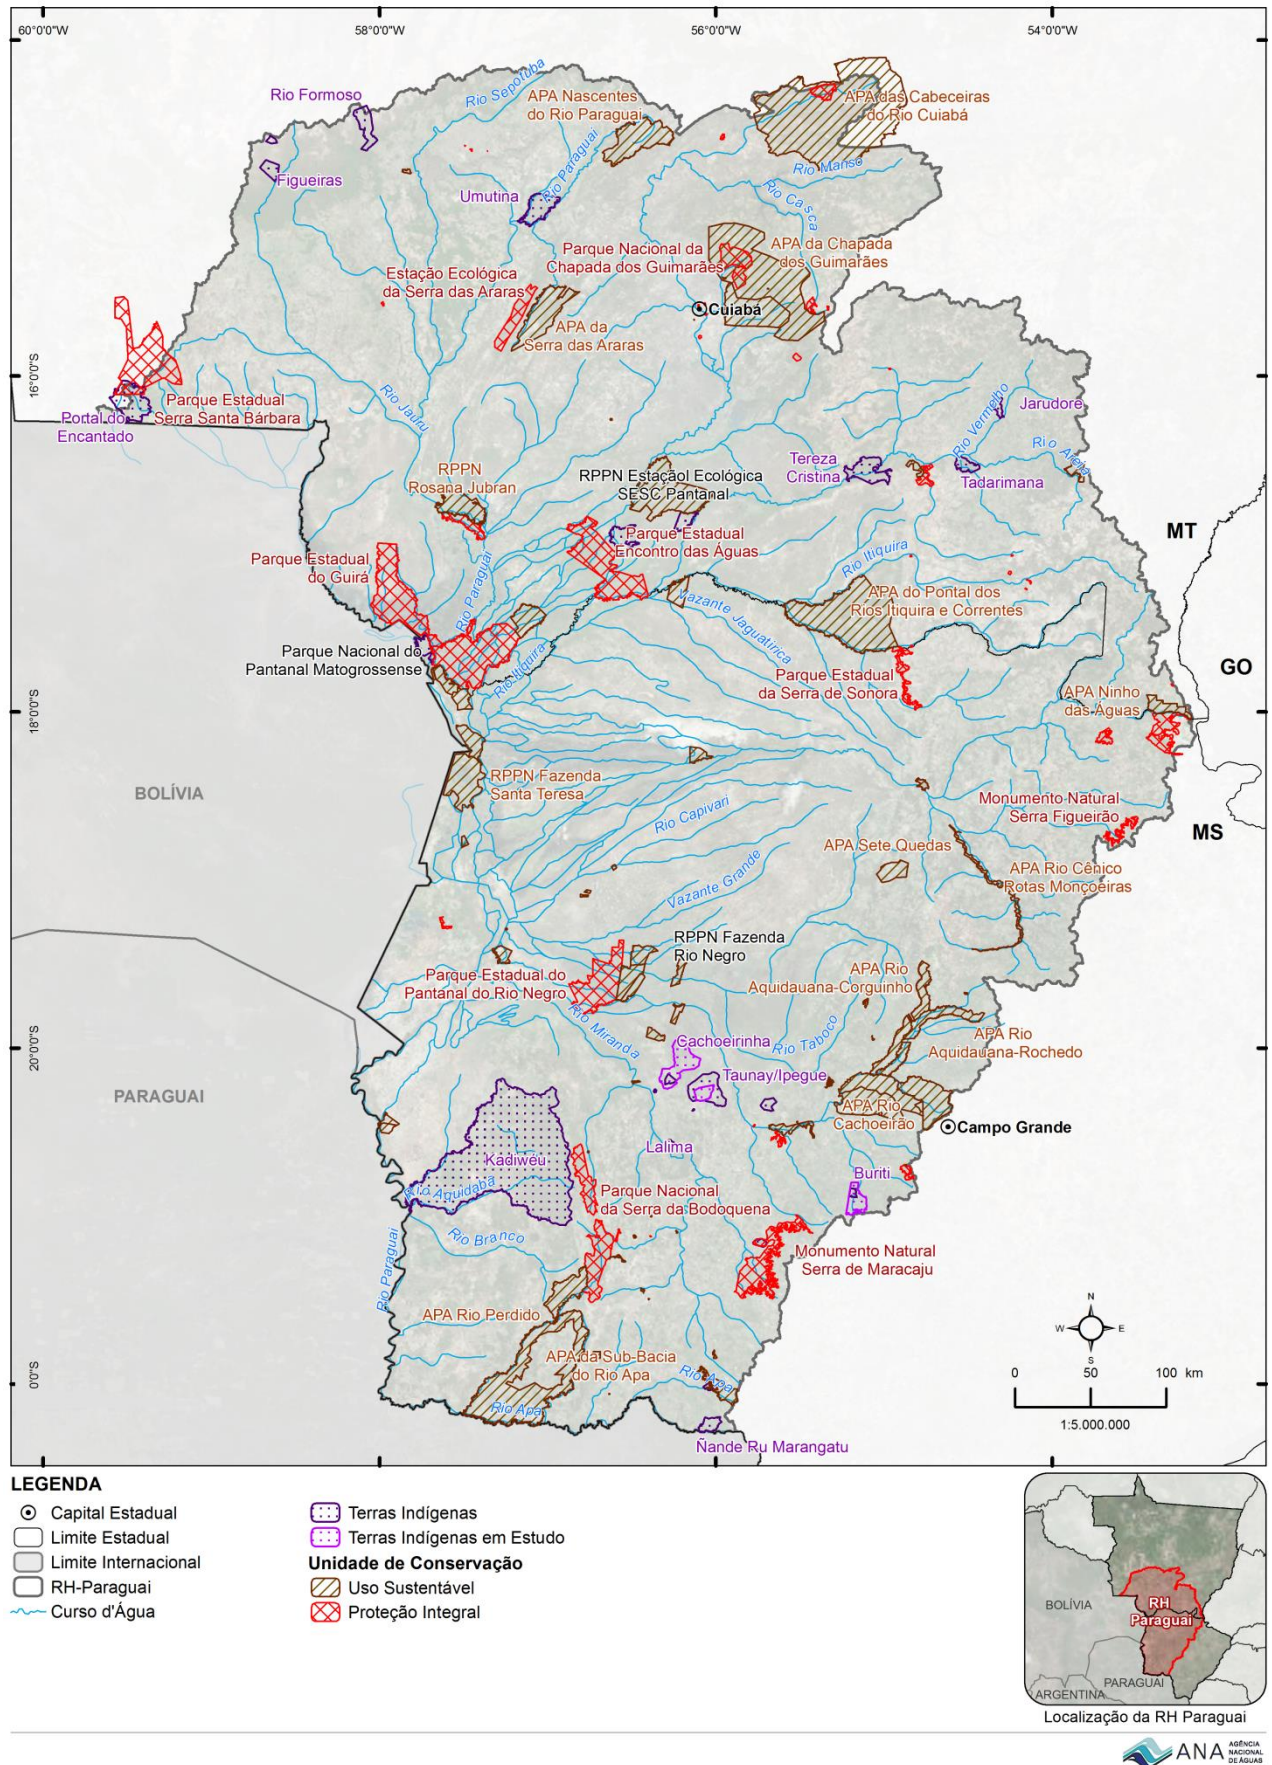 60°0'0"W
58°0'0"W
56°0'0"W
54°0'0"W
Rio Formoso
Rio Sepotuba
APA Nascentes
do Rio Paraguai
APA das Cabeceiras
do Rio Cuiabá
Figueiras
Rio Manso
Umutina
Rio Paraguai
Rio Casca
Parque Nacional da
Chapada dos Guimarães
APA da Chapada
dos Guimarães
Estação Ecológica
da Serra das Araras
Cuiabá
APA da
Serra das Araras
16°0'0"S
Parque Estadual
Serra Santa Bárbara
Portal do
Encantado
Rio Jauru
Jarudore
Rio Vermelho
Rio Areia
RPPN
Rosana Jubran
RPPN Estaçãol Ecológica
SESC Pantanal
Tereza
Cristina
Tadarimana
MT
Parque Estadual
Encontro das Águas
Parque Estadual
do Guirá
Rio Paraguai
Rio Itiquira
Vazante Jaguatirica
APA do Pontal dos
Rios Itiquira e Correntes
Parque Nacional do
Pantanal Matogrossense
Rio Itiquira
Parque Estadual
da Serra de Sonora
GO
APA Ninho
das Águas
18°0'0"S
BOLÍVIA
RPPN Fazenda
Santa Teresa
Rio Capivari
Monumento Natural
Serra Figueirão
MS
APA Sete Quedas
APA Rio Cênico
Rotas Monçoeiras
Vazante Grande
RPPN Fazenda
Rio Negro
Parque Estadual do
Pantanal do Rio Negro
APA Rio
Aquidauana-Corguinho
Rio Miranda
Rio Taboco
APA Rio
Aquidauana-Rochedo
20°0'0"S
Cachoeirinha
Taunay/Ipegue
PARAGUAI
APA Rio
Cachoeirão
Campo Grande
Lalima
Kadiwéu
Buriti
Rio Aquidabã
Parque Nacional
da Serra da Bodoquena
Rio Branco
Rio Paraguai
Monumento Natural
Serra de Maracaju
APA Rio Perdido
N
W
E
S
APA da Sub-Bacia
do Rio Apa
Rio Apa
0°0'"S
Rio Apa
Ñande Ru Marangatu
0
50
100 km
1:5.000.000
LEGENDA
Capital Estadual
Limite Estadual
Limite Internacional
RH-Paraguai
Curso d'Água
Terras Indígenas
Terras Indígenas em Estudo
Unidade de Conservação
Uso Sustentável
Proteção Integral
BOLÍVIA
RH
Paraguai
PARAGUAI
ARGENTINA
Localização da RH Paraguai
ANA
AGÊNCIA
NACIONAL
DE ÁGUAS